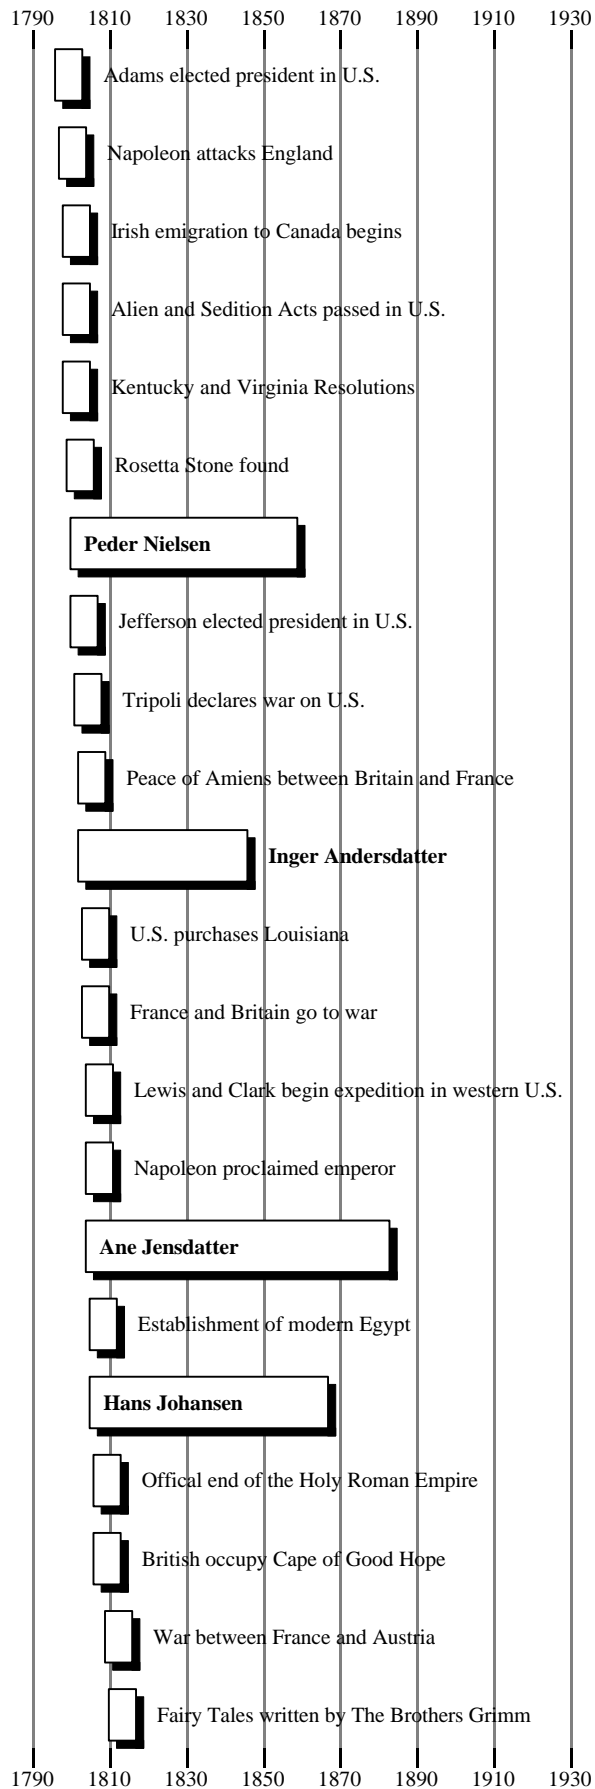 1790 1810 1830 1850 1870 1890 1910 1930
Adams elected president in U.S.
Napoleon attacks England
Irish emigration to Canada begins
Alien and Sedition Acts passed in U.S.
Kentucky and Virginia Resolutions
Rosetta Stone found
Peder Nielsen
Jefferson elected president in U.S.
Tripoli declares war on U.S.
Peace of Amiens between Britain and France
Inger Andersdatter
U.S. purchases Louisiana
France and Britain go to war
Lewis and Clark begin expedition in western U.S.
Napoleon proclaimed emperor
Ane Jensdatter
Establishment of modern Egypt
Hans Johansen
Offical end of the Holy Roman Empire
British occupy Cape of Good Hope
War between France and Austria
Fairy Tales written by The Brothers Grimm
1790 1810 1830 1850 1870 1890 1910 1930